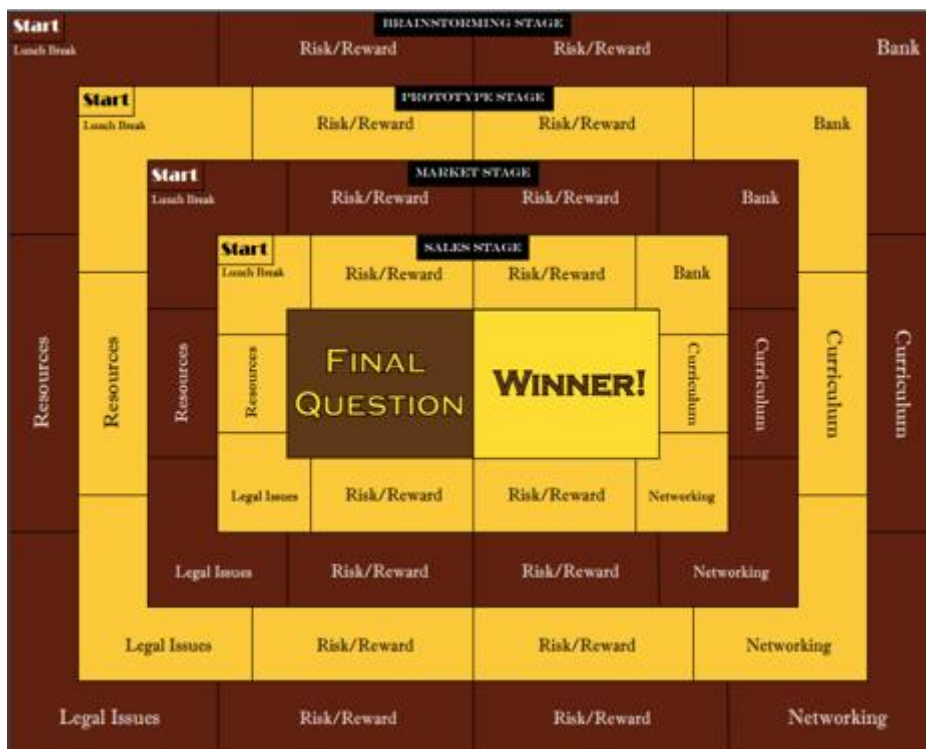 Start
BRAINSTORMING STAGE
Lunch Break
Risk/Reward
Risk/Reward
Bank
Start
PROTOTYPE STAGE
Lunch Break
Risk/Reward
Risk/Reward
Bank
Start
MARKET STAGE
Lunch Break
Risk/Reward
Risk/Reward
Bank
Start
SALES STAGE
Lunch Break
Risk/Reward
Risk/Reward
Bank
Resources
Resources
Resources
Resources
FINAL
QUESTION
WINNER!
Curriculum
Curriculum
Curriculum
Curriculum
Legal Issues
Risk/Reward
Risk/Reward
Networking
Legal Issues
Risk/Reward
Risk/Reward
Networking
Legal Issues
Risk/Reward
Risk/Reward
Networking
Legal Issues
Risk/Reward
Risk/Reward
Networking